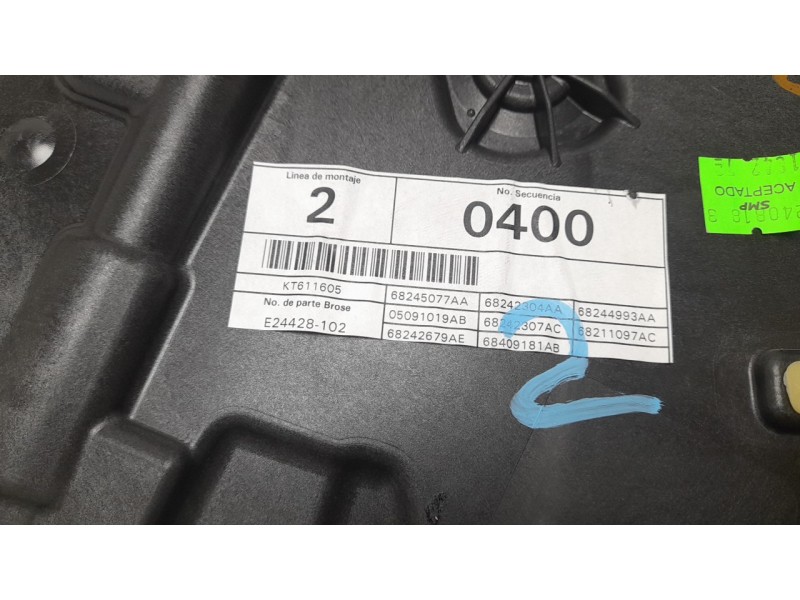 Linea de montaje
No. Secuencia
2
0400
KT611605
No. de parte Brose
E24428-102
68245077AA 68242304AA 68244993AA
05091019AB 68242307AC 68211097AC
68242679AE 68409181AB
2
ACEPTADO
SMP